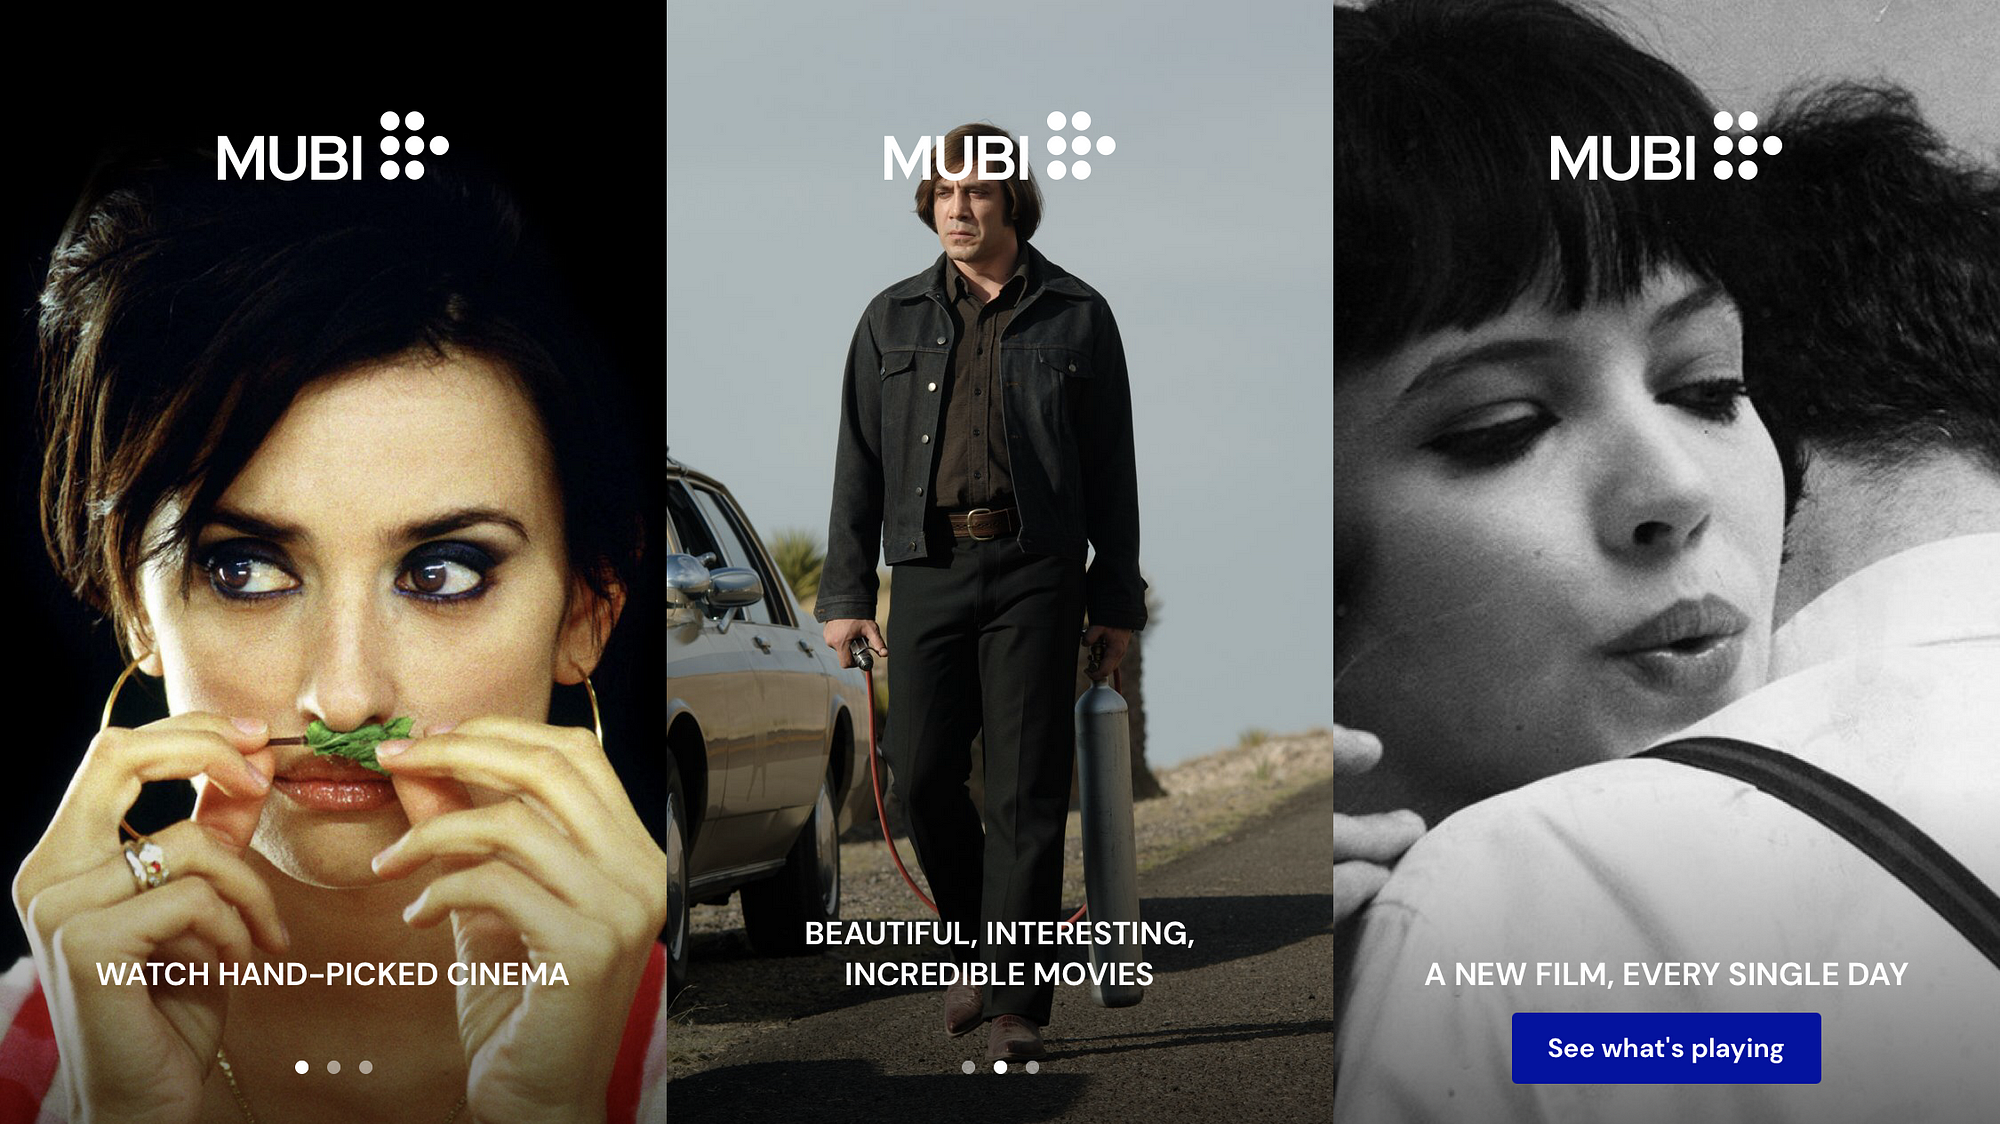 MUBI
WATCH HAND-PICKED CINEMA
MUBI
BEAUTIFUL, INTERESTING,
INCREDIBLE MOVIES
MUBI
A NEW FILM, EVERY SINGLE DAY
See what's playing